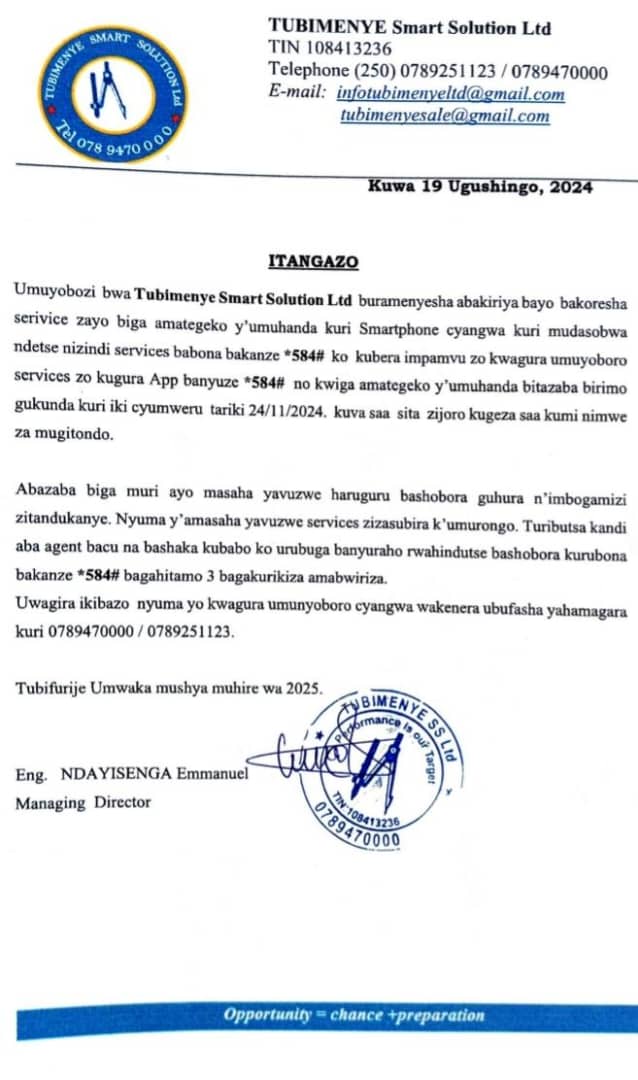 TUBIMENYE SMART SOLUTION Ltd
Tel 078 9470000
TUBIMENYE Smart Solution Ltd
TIN 108413236
Telephone (250) 0789251123 / 0789470000
E-mail: infotubimenyeltd@gmail.com
tubimenyesale@gmail.com
Kuwa 19 Ugushingo, 2024
ITANGAZO
Umuyobozi bwa Tubimenye Smart Solution Ltd buramenyesha abakiriya bayo bakoresha
serivice zayo biga amategeko y'umuhanda kuri Smartphone cyangwa kuri mudasobwa
ndetse nizindi services babona bakanze *584# ko kubera impamvu zo kwagura umuyoboro
services zo kugura App banyuze *584# no kwiga amategeko y'umuhanda bitazaba birimo
gukunda kuri iki cyumweru tariki 24/11/2024. kuva saa sita zijoro kugeza saa kumi nimwe
za mugitondo.
Abazaba biga muri ayo masaha yavuzwe haruguru bashobora guhura n'imbogamizi
zitandukanye. Nyuma y'amasaha yavuzwe services zizasubira k'umurongo. Tuributsa kandi
aba agent bacu na bashaka kubabo ko urubuga banyuraho rwahindutse bashobora kurubona
bakanze *584# bagahitamo 3 bagakurikiza amabwiriza.
Uwagira ikibazo nyuma yo kwagura umunyoboro cyangwa wakenera ubufasha yahamagara
kuri 0789470000 / 0789251123.
Tubifurije Umwaka mushya muhire wa 2025.
TUBIMENYE SS Ltd
Performance is our Target
TIN:108413236
0789470000
Eng. NDAYISENGA Emmanuel
Managing Director
Opportunity = chance +preparation